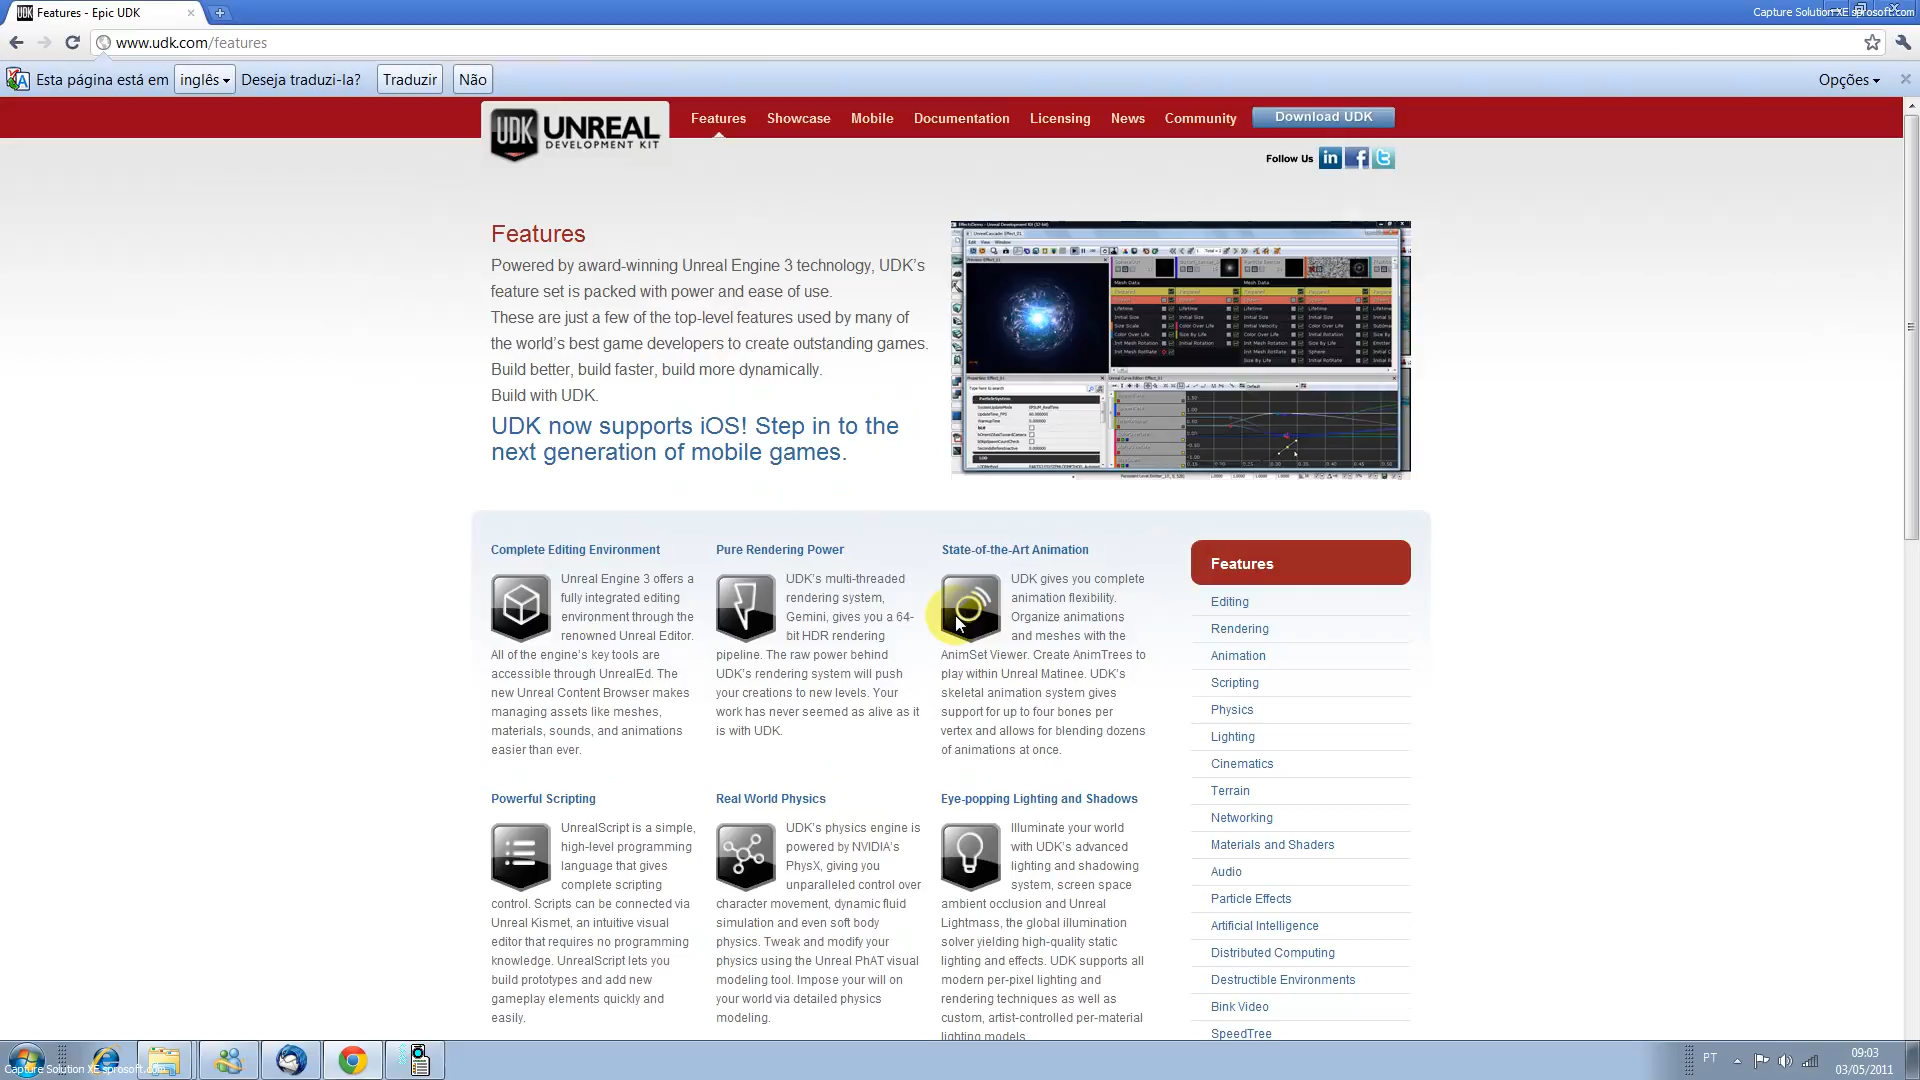 Features - Epic UDK
Capture Solution XE sprosoft.com
www.udk.com/features
Esta página está em inglês Deseja traduzi-la? Traduzir Não Opções
UDK UNREAL
DEVELOPMENT KIT
Features Showcase Mobile Documentation Licensing News Community Download UDK
Follow Us
Features
Powered by award-winning Unreal Engine 3 technology, UDK's
feature set is packed with power and ease of use.
These are just a few of the top-level features used by many of
the world's best game developers to create outstanding games.
Build better, build faster, build more dynamically.
Build with UDK.
UDK now supports iOS! Step in to the
next generation of mobile games.
Complete Editing Environment
Unreal Engine 3 offers a
fully integrated editing
environment through the
renowned Unreal Editor.
All of the engine's key tools are
accessible through UnrealEd. The
new Unreal Content Browser makes
managing assets like meshes,
materials, sounds, and animations
easier than ever.
Pure Rendering Power
UDK's multi-threaded
rendering system,
Gemini, gives you a 64-
bit HDR rendering
pipeline. The raw power behind
UDK's rendering system will push
your creations to new levels. Your
work has never seemed as alive as it
is with UDK.
State-of-the-Art Animation
UDK gives you complete
animation flexibility.
Organize animations
and meshes with the
AnimSet Viewer. Create AnimTrees to
play within Unreal Matinee. UDK's
skeletal animation system gives
support for up to four bones per
vertex and allows for blending dozens
of animations at once.
Powerful Scripting
UnrealScript is a simple,
high-level programming
language that gives
complete scripting
control. Scripts can be connected via
Unreal Kismet, an intuitive visual
editor that requires no programming
knowledge. UnrealScript lets you
build prototypes and add new
gameplay elements quickly and
easily.
Real World Physics
UDK's physics engine is
powered by NVIDIA's
PhysX, giving you
unparalleled control over
character movement, dynamic fluid
simulation and even soft body
physics. Tweak and modify your
physics using the Unreal PhAT visual
modeling tool. Impose your will on
your world via detailed physics
modeling.
Eye-popping Lighting and Shadows
Illuminate your world
with UDK's advanced
lighting and shadowing
system, screen space
ambient occlusion and Unreal
Lightmass, the global illumination
solver yielding high-quality static
lighting and effects. UDK supports all
modern per-pixel lighting and
rendering techniques as well as
custom, artist-controlled per-material
lighting models
Features
Editing
Rendering
Animation
Scripting
Physics
Lighting
Cinematics
Terrain
Networking
Materials and Shaders
Audio
Particle Effects
Artificial Intelligence
Distributed Computing
Destructible Environments
Bink Video
SpeedTree
Capture Solution XE sprosoft.com
PT
09:03
03/05/2011